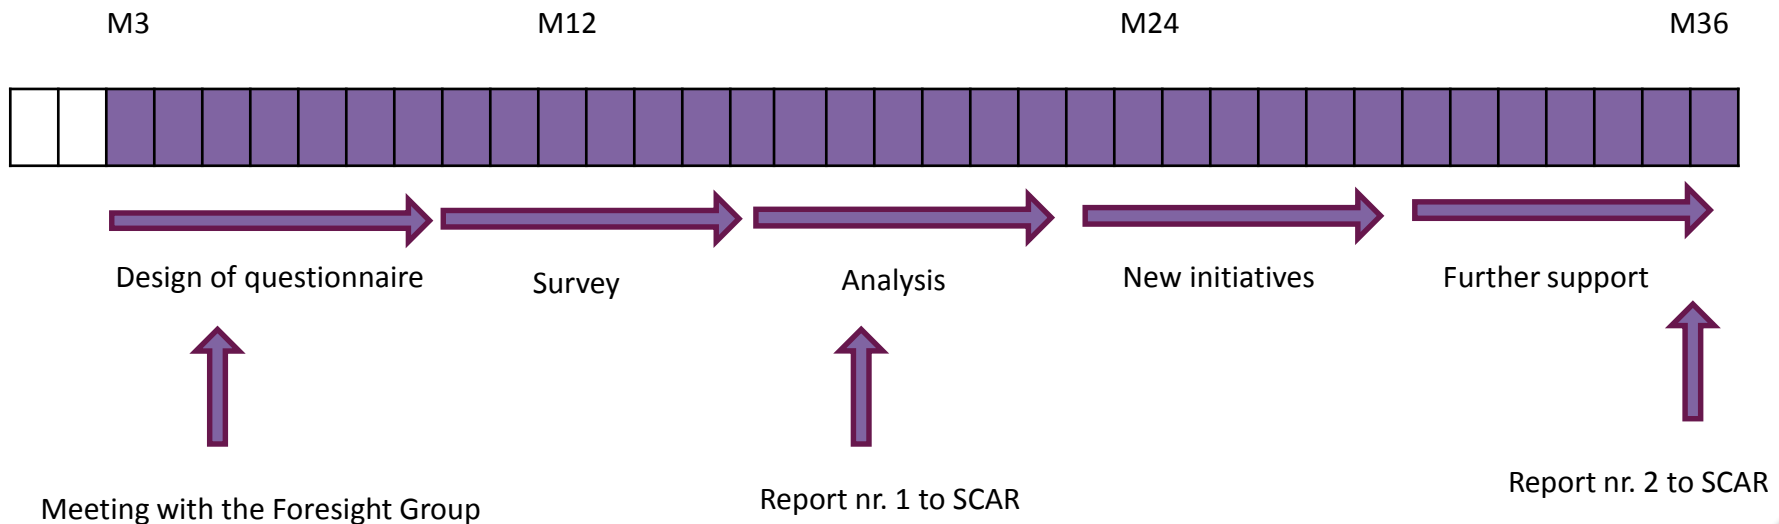 M3
M12
M24
M36
Design of questionnaire
Survey
Analysis
New initiatives
Further support
Meeting with the Foresight Group
Report nr. 1 to SCAR
Report nr. 2 to SCAR